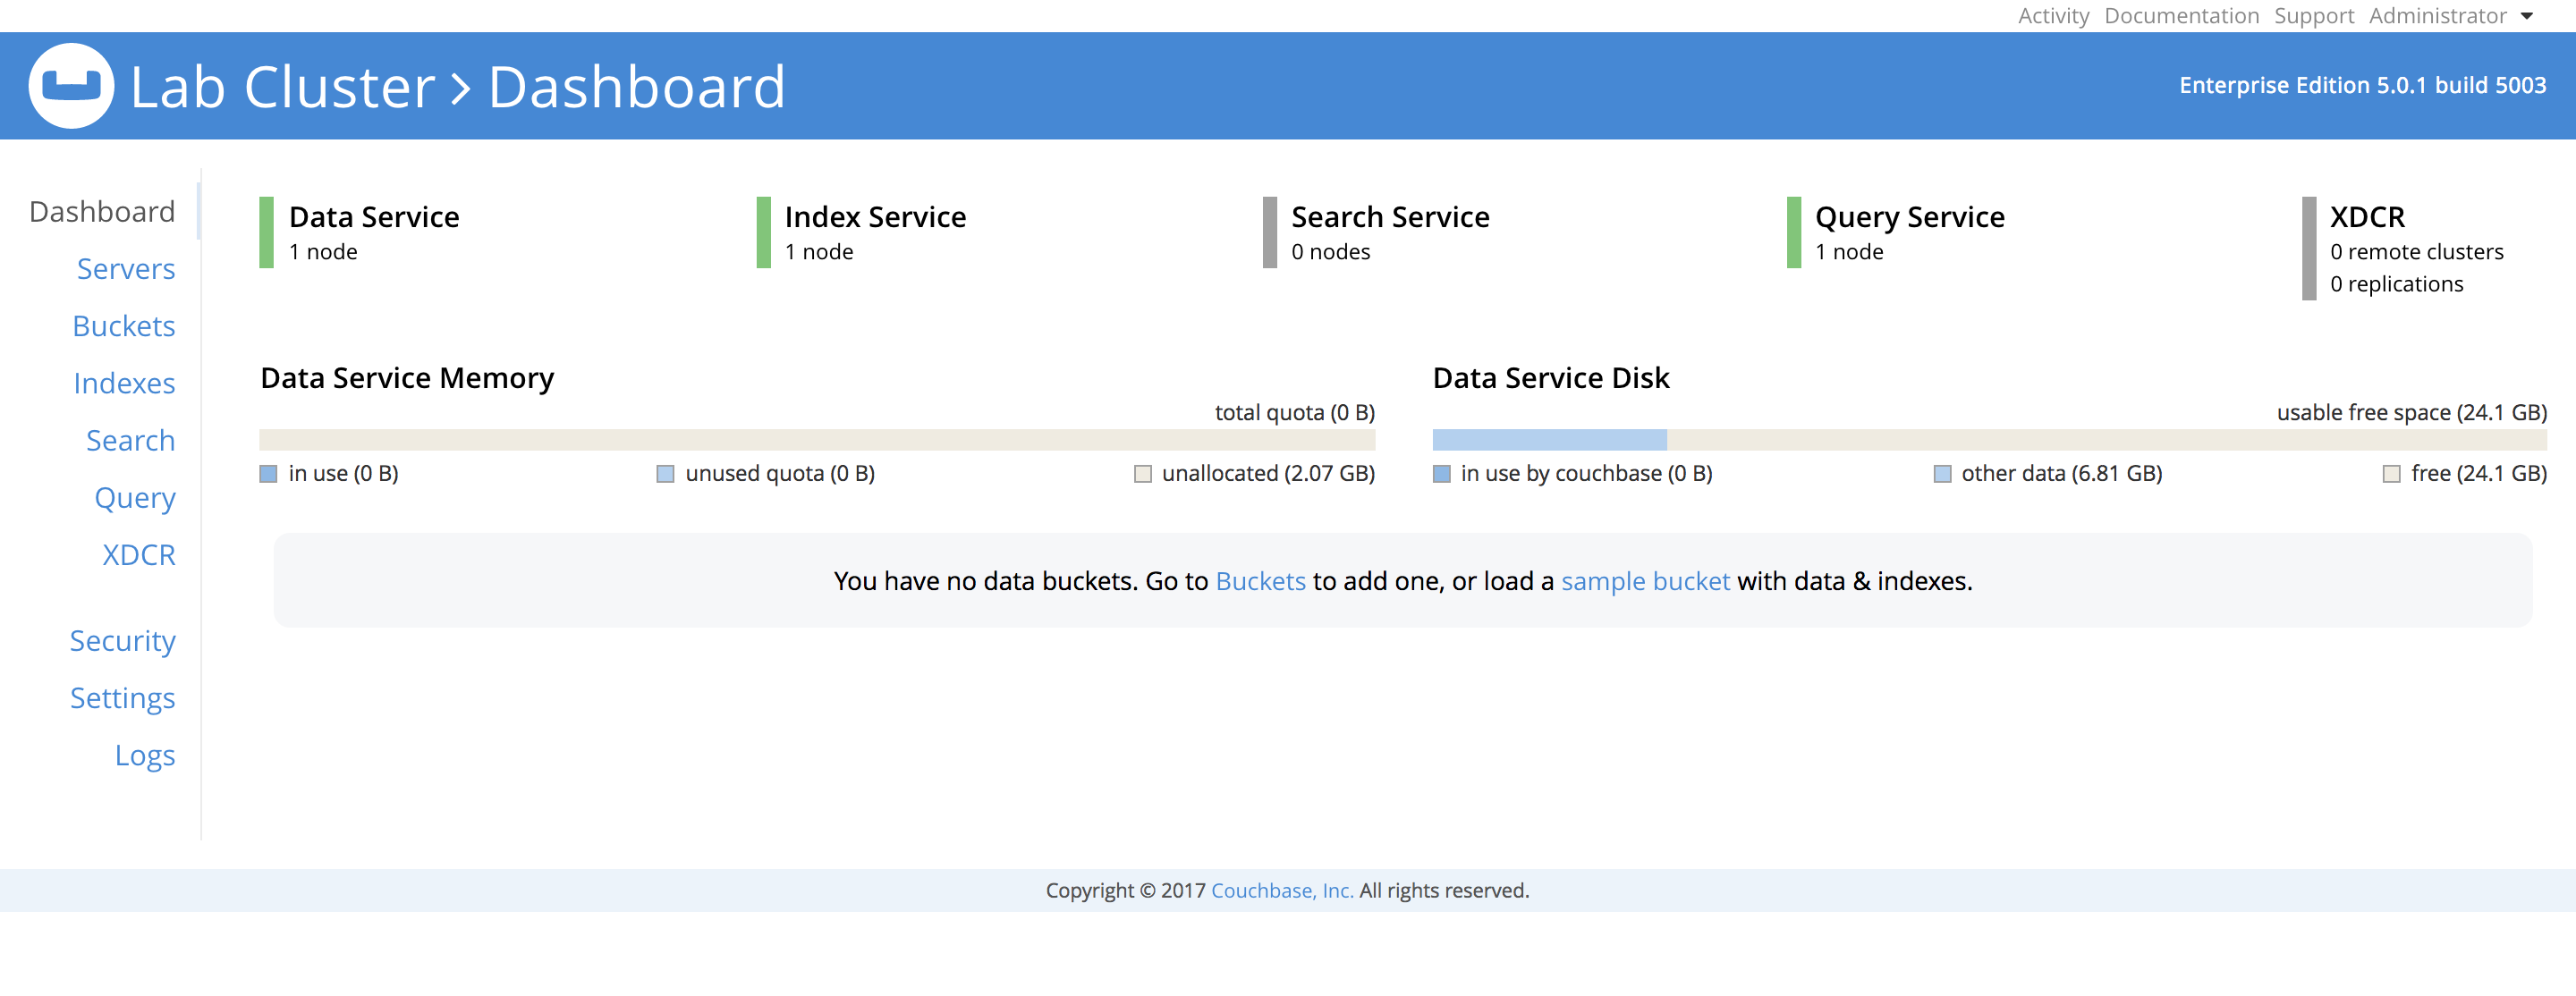 Activity Documentation Support Administrator
Lab Cluster > Dashboard
Enterprise Edition 5.0.1 build 5003
Dashboard
Servers
Buckets
Indexes
Search
Query
XDCR
Security
Settings
Logs
Data Service
1 node
Index Service
1 node
Search Service
0 nodes
Query Service
1 node
XDCR
0 remote clusters
0 replications
Data Service Memory
total quota (0 B)
in use (0 B)
unused quota (0 B)
unallocated (2.07 GB)
Data Service Disk
usable free space (24.1 GB)
in use by couchbase (0 B)
other data (6.81 GB)
free (24.1 GB)
You have no data buckets. Go to Buckets to add one, or load a sample bucket with data & indexes.
Copyright © 2017 Couchbase, Inc. All rights reserved.